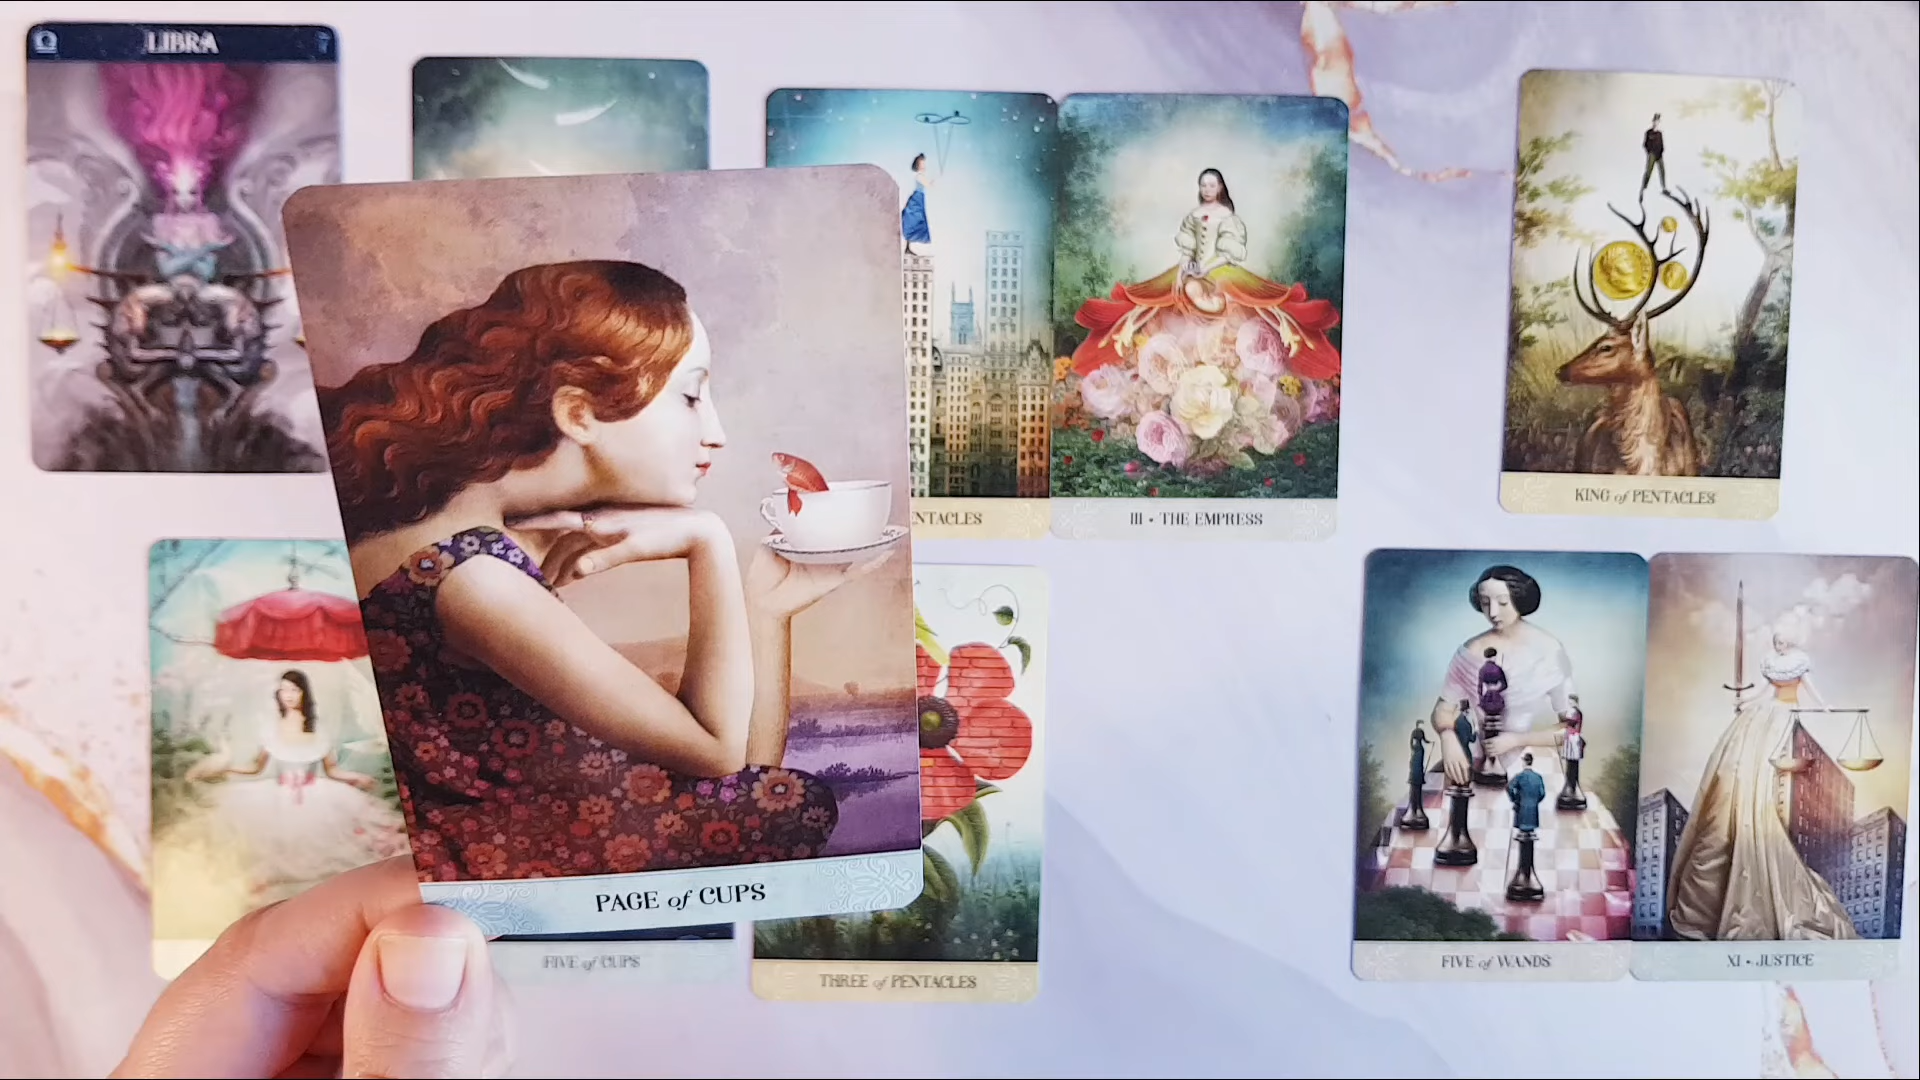 LIBRA
NTACLES
III • THE EMPRESS
KING of PENTACLES
PAGE of CUPS
FIVE of CUPS
THREE of PENTACLES
FIVE of WANDS
XI • JUSTICE